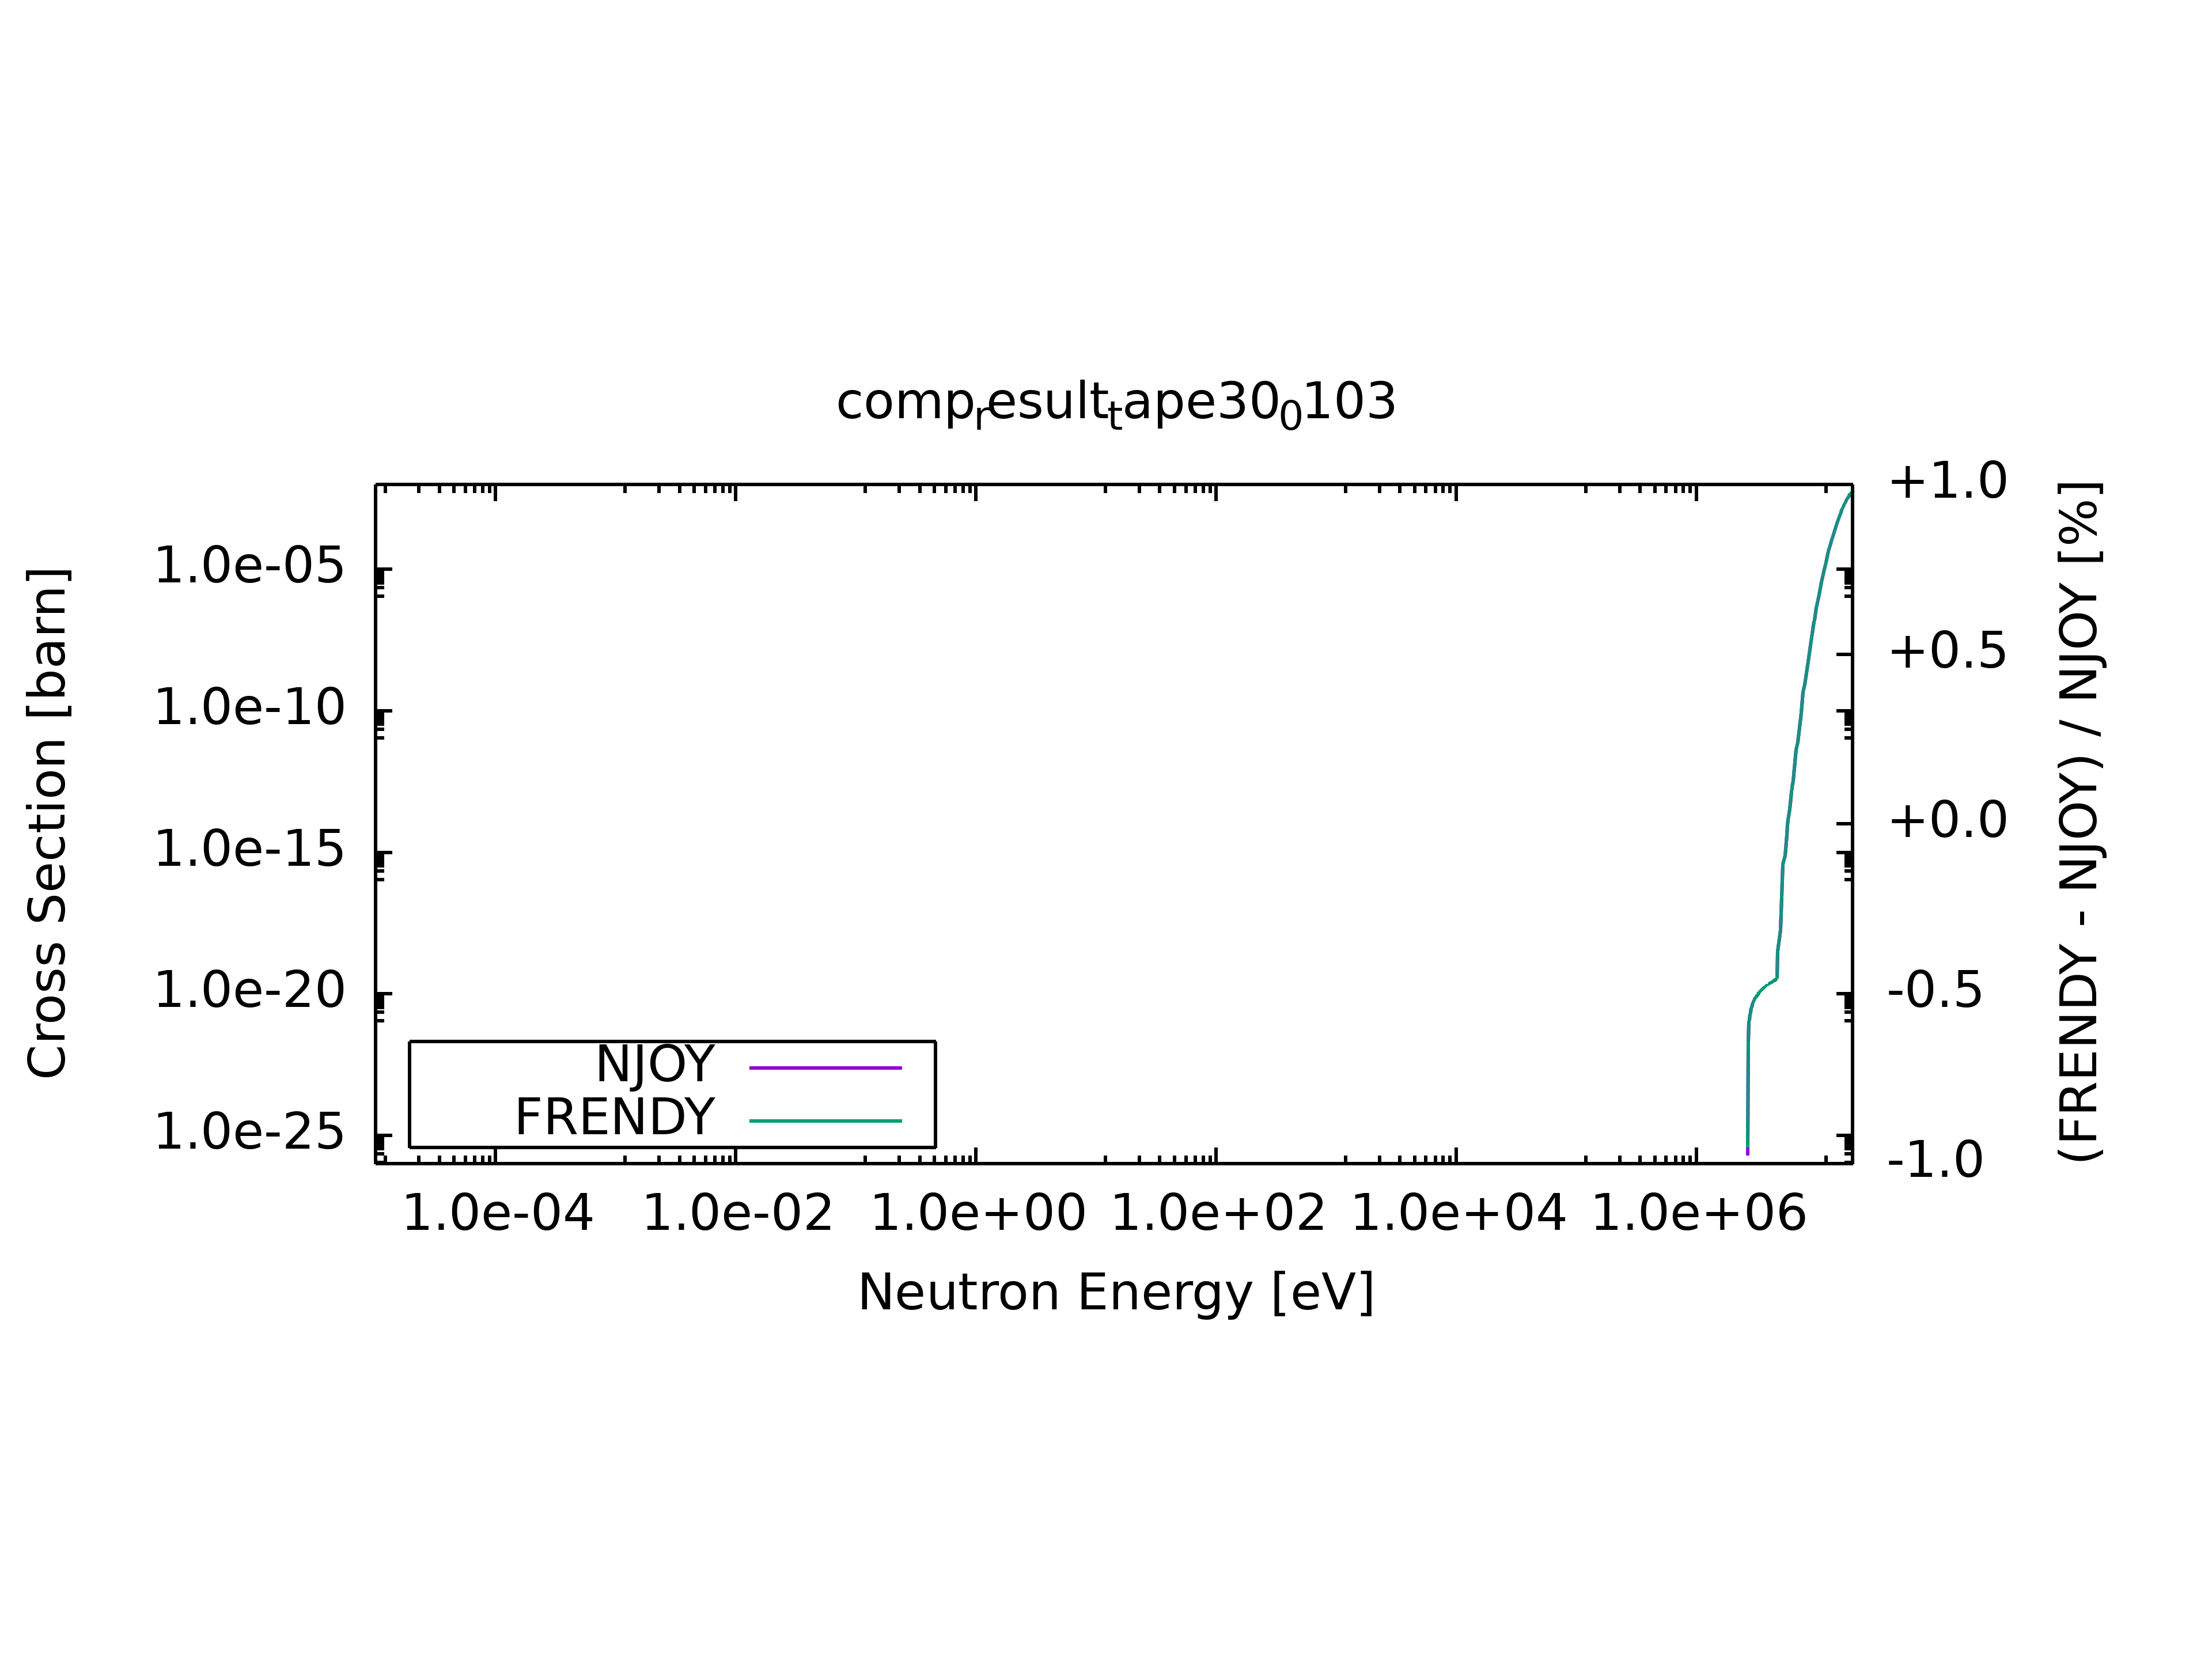 comp_result_tape30_0103
+1.0
1.0e-05
+0.5
1.0e-10
+0.0
1.0e-15
-0.5
1.0e-20
-1.0
1.0e-25
Cross Section [barn]
(FRENDY - NJOY) / NJOY [%]
NJOY
FRENDY
1.0e-04 1.0e-02 1.0e+00 1.0e+02 1.0e+04 1.0e+06
Neutron Energy [eV]